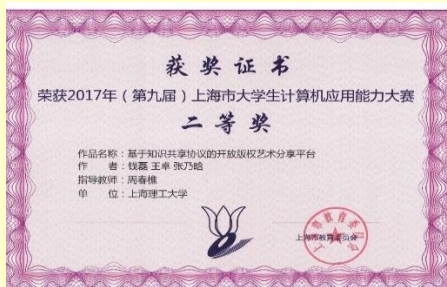 获奖证书
荣获2017年（第九届）上海市大学生计算机应用能力大赛
二等奖
作品名称：基于知识共享协议的开放版权艺术分享平台
作 者：钱磊 王卓 张乃晗
指导教师：周春樵
单 位：上海理工大学
上海市教育委员会